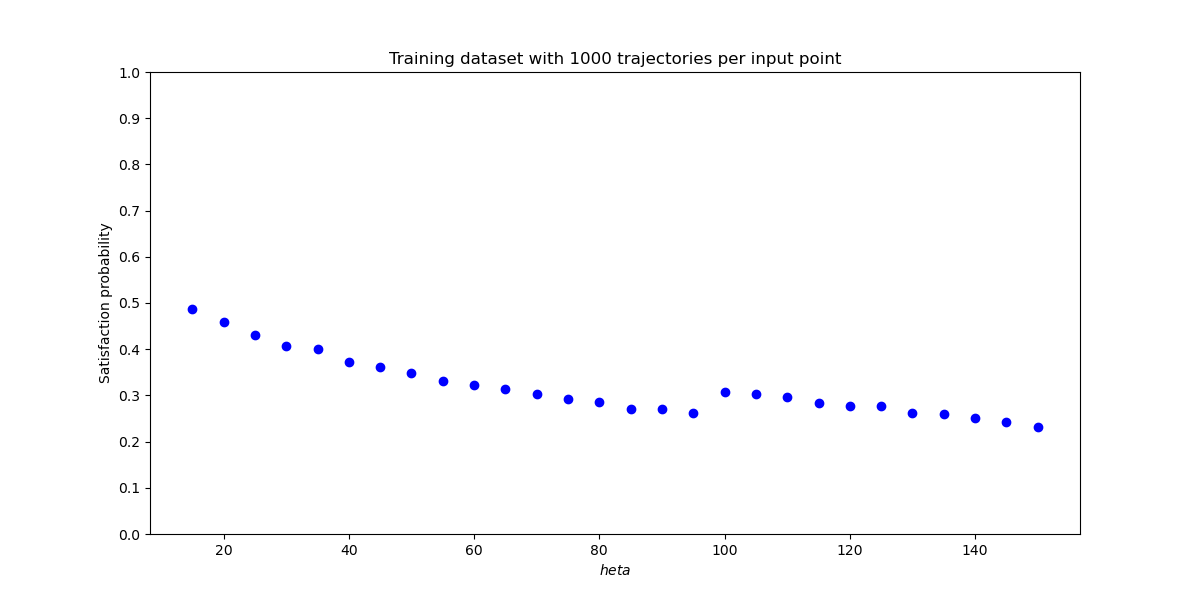 Training dataset with 1000 trajectories per input point
1.0
0.9
0.8
0.7
0.6
0.5
0.4
0.3
0.2
0.1
0.0
Satisfaction probability
20 40 60 80 100 120 140
heta